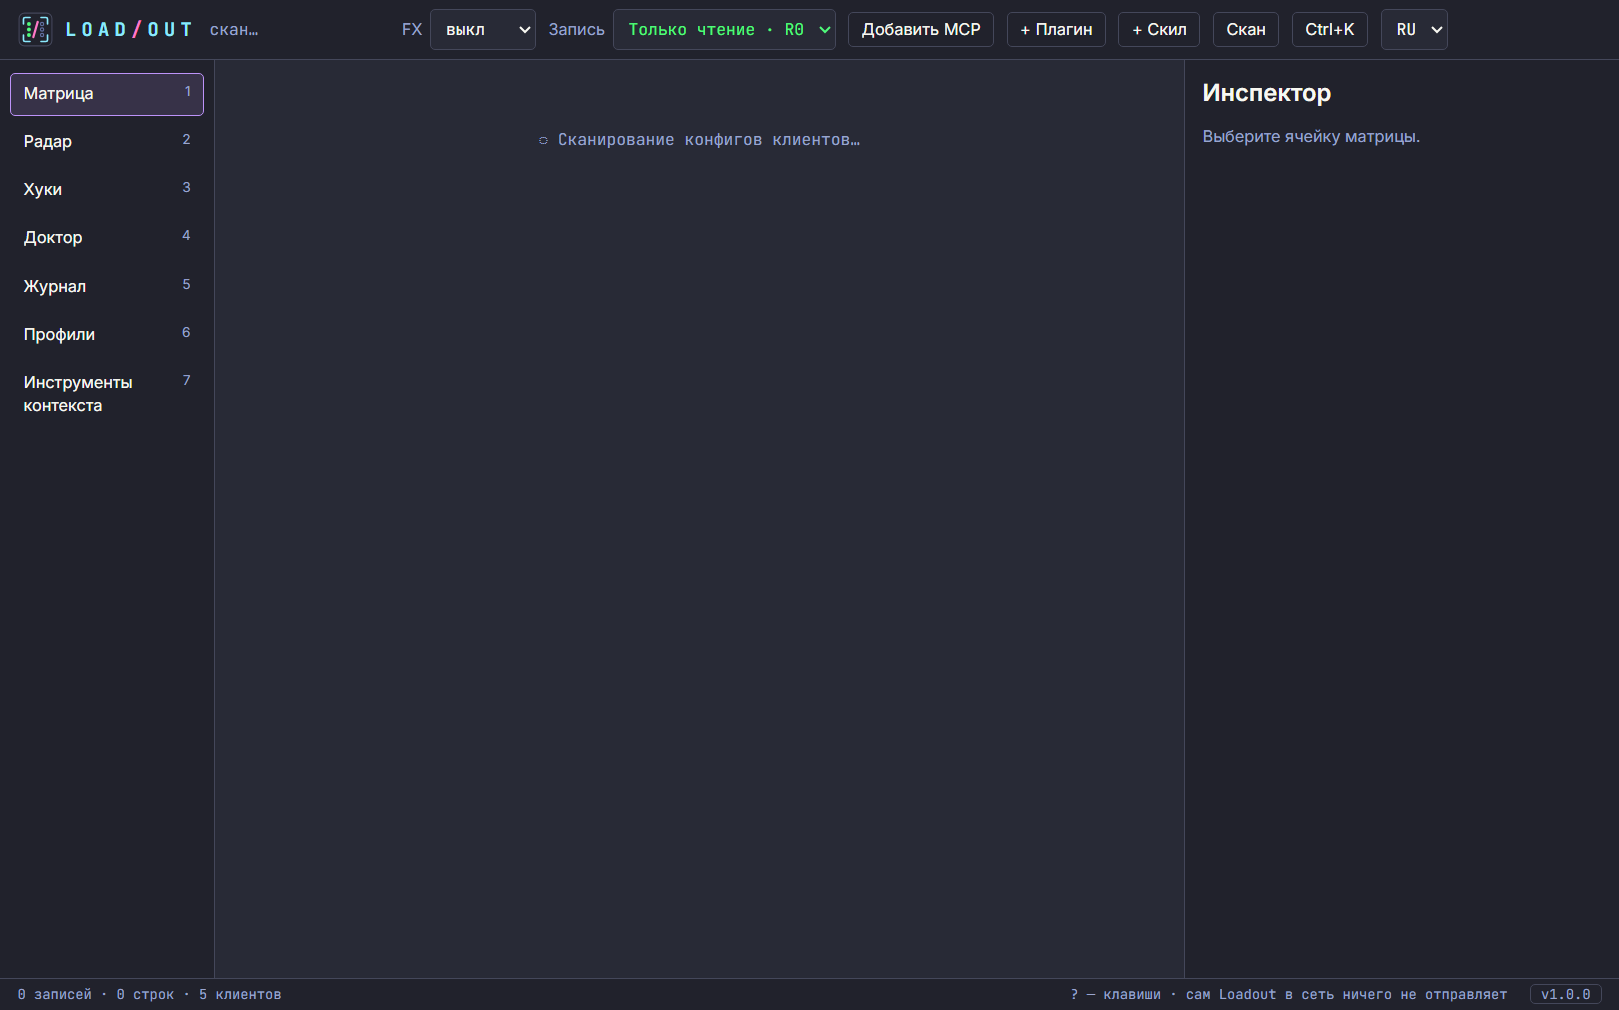 LOAD/OUT скан… FX выкл Запись Только чтение · R0 Добавить MCP + Плагин + Скил Скан Ctrl+K RU
Матрица 1
Радар 2
Хуки 3
Доктор 4
Журнал 5
Профили 6
Инструменты 7
контекста
Сканирование конфигов клиентов…
Инспектор
Выберите ячейку матрицы.
0 записей · 0 строк · 5 клиентов
? — клавиши · сам Loadout в сеть ничего не отправляет v1.0.0